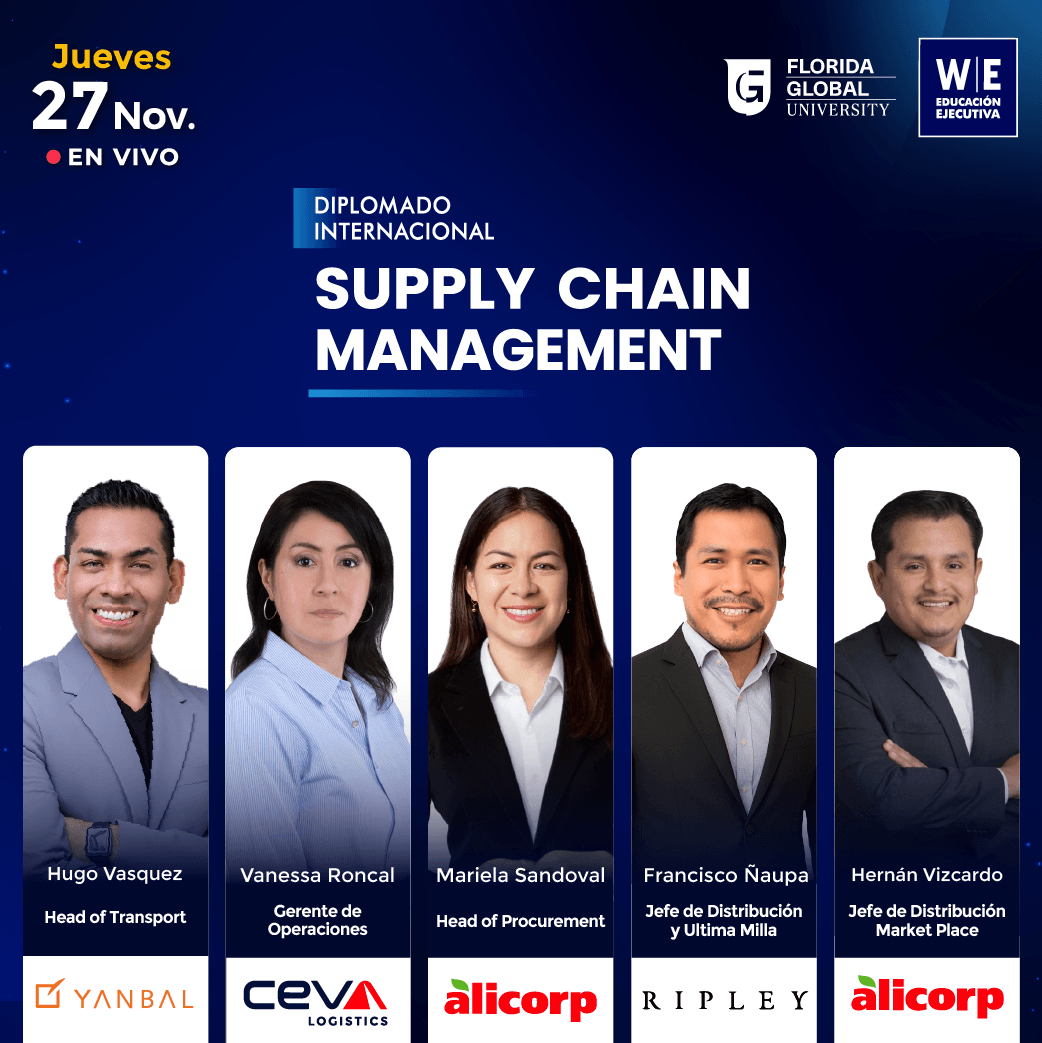 Jueves
27 Nov.
EN VIVO
FLORIDA
GLOBAL
UNIVERSITY
W|E
EDUCACIÓN
EJECUTIVA
DIPLOMADO
INTERNACIONAL
SUPPLY CHAIN
MANAGEMENT
Hugo Vasquez
Head of Transport
YANBAL
Vanessa Roncal
Gerente de
Operaciones
CEVA
LOGISTICS
Mariela Sandoval
Head of Procurement
alicorp
Francisco Ñaupa
Jefe de Distribución
y Ultima Milla
RIPLEY
Hernán Vizcardo
Jefe de Distribución
Market Place
alicorp